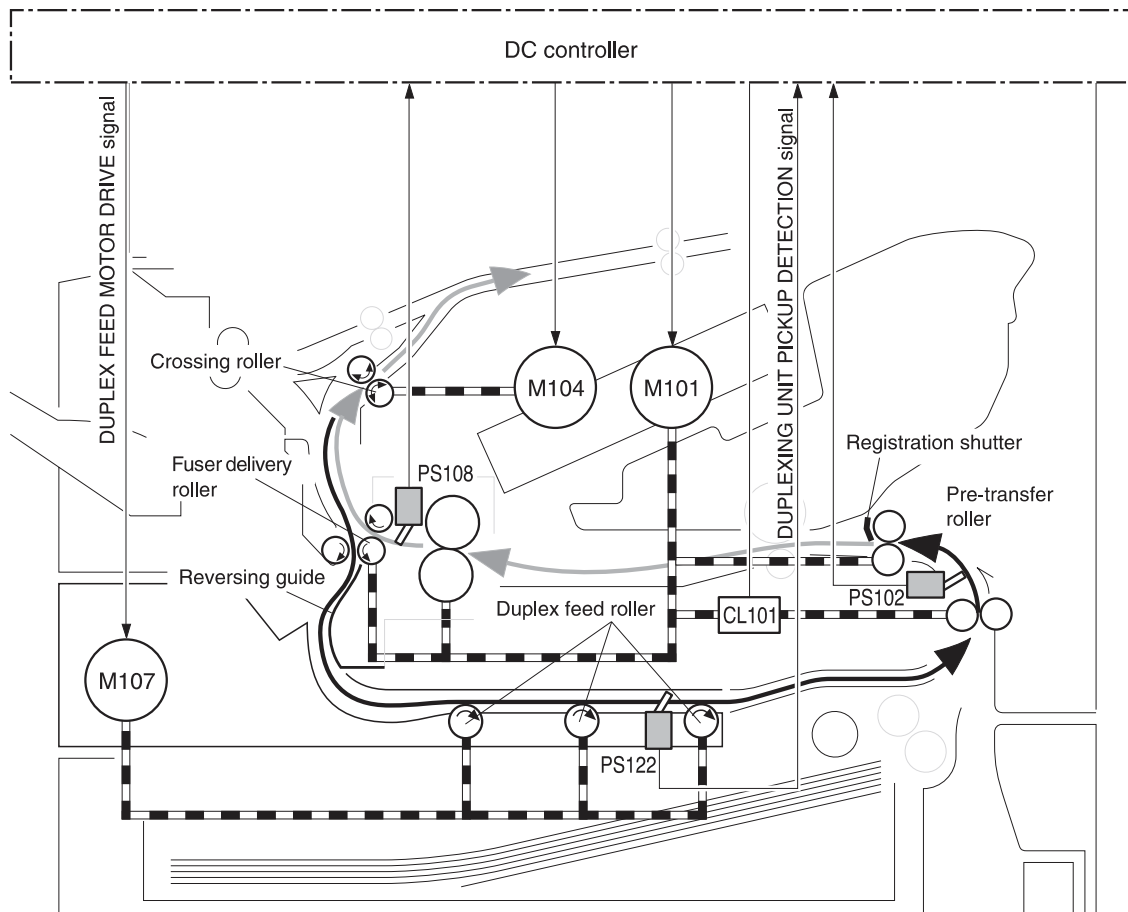 DC controller
DUPLEX FEED MOTOR DRIVE signal
DUPLEXING UNIT PICKUP DETECTION signal
Crossing roller
M104
M101
Registration shutter
Fuser delivery
roller
PS108
Pre-transfer
roller
Reversing guide
PS102
Duplex feed roller
CL101
M107
PS122